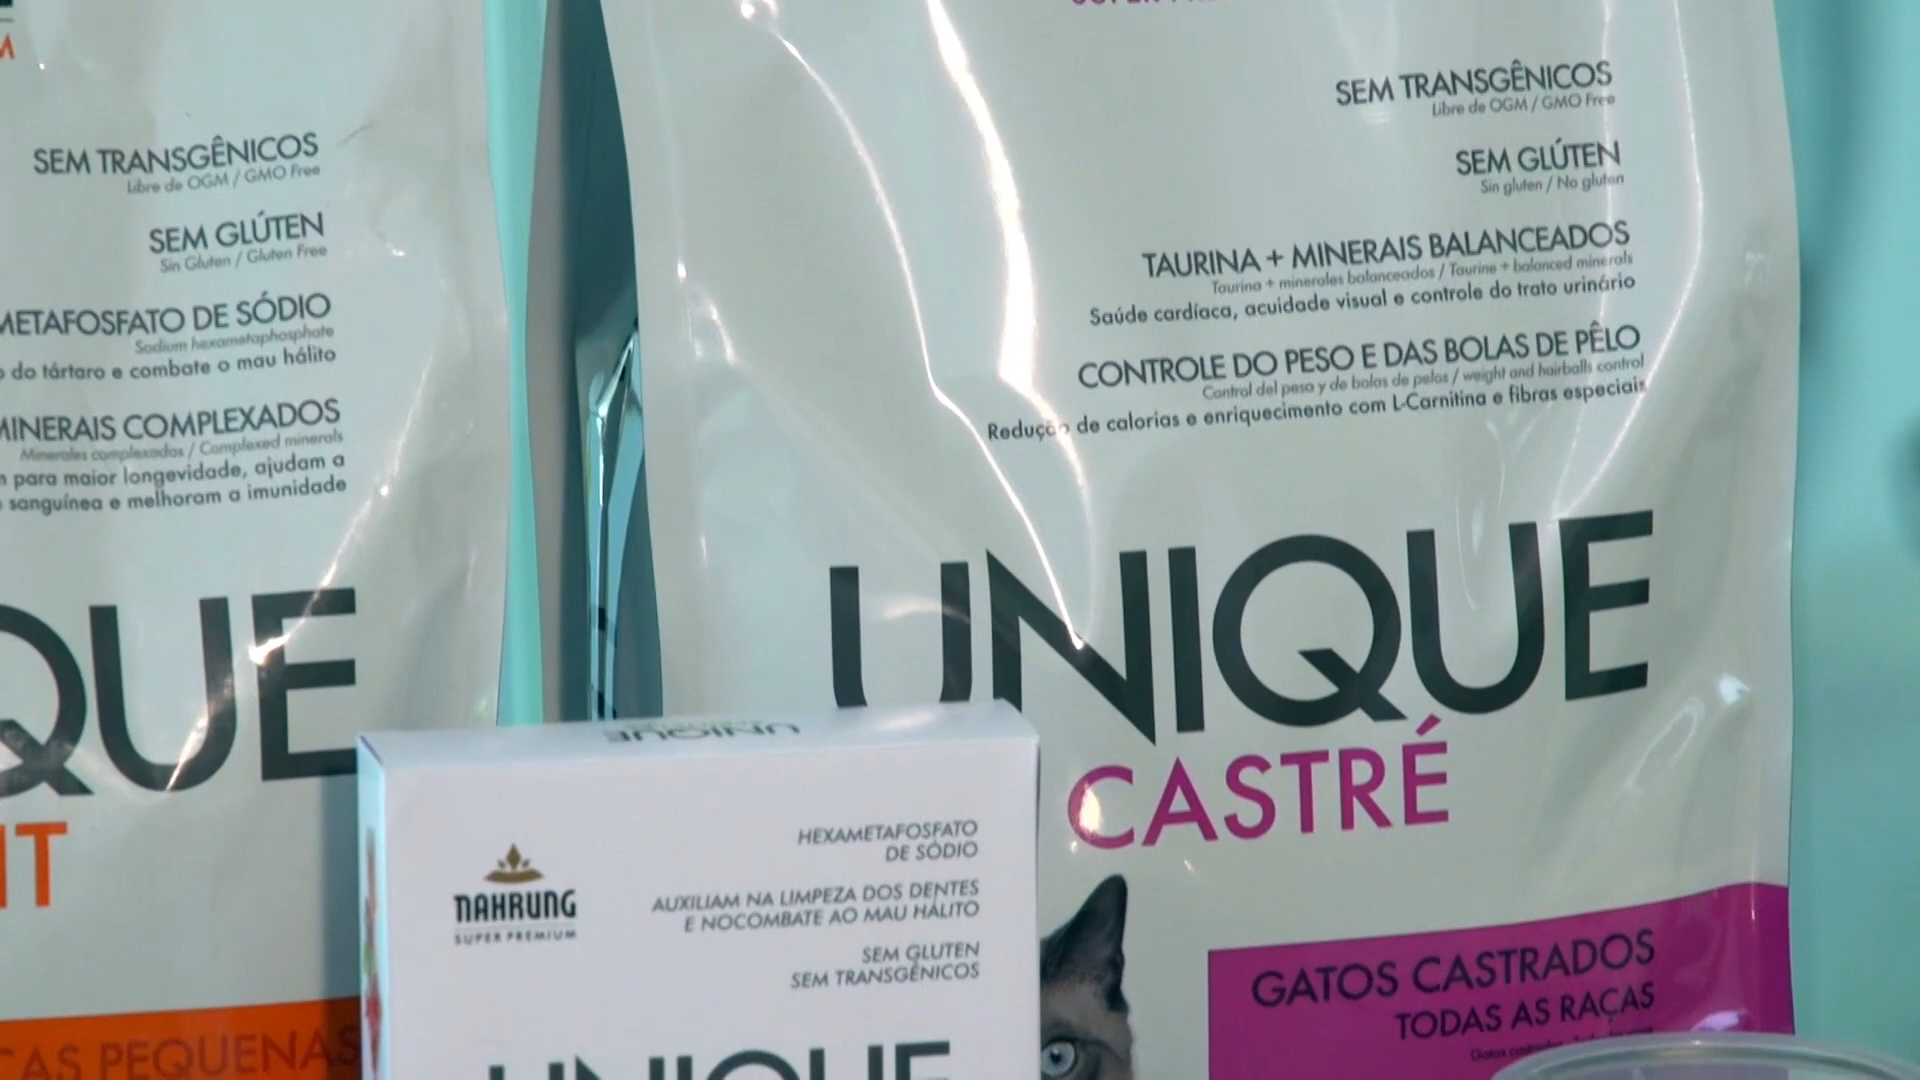 SEM TRANSGÊNICOS
Libre de OGM / GMO Free
SEM GLÚTEN
Sin Gluten / Gluten Free
METAFOSFATO DE SÓDIO
Sodium hexametaphosphate
do tártaro e combate o mau hálito
MINERAIS COMPLEXADOS
Minerales complexados / Complexed minerals
para maior longevidade, ajudam a
sanguínea e melhoram a imunidade
QUE
IT
ÇAS PEQUENAS
SEM TRANSGÊNICOS
Libre de OGM / GMO Free
SEM GLÚTEN
Sin gluten / No gluten
TAURINA + MINERAIS BALANCEADOS
Taurina + minerales balanceados / Taurine + balanced minerals
Saúde cardíaca, acuidade visual e controle do trato urinário
CONTROLE DO PESO E DAS BOLAS DE PÊLO
Control del peso y de bolas de pelos / weight and hairballs control
Redução de calorias e enriquecimento com L-Carnitina e fibras especiais
UNIQUE
CASTRÉ
GATOS CASTRADOS
TODAS AS RAÇAS
UNIQUE
NAHRUNG
SUPER PREMIUM
HEXAMETAFOSFATO
DE SÓDIO
AUXILIAM NA LIMPEZA DOS DENTES
E NOCOMBATE AO MAU HÁLITO
SEM GLUTEN
SEM TRANSGÊNICOS
UNIQUE